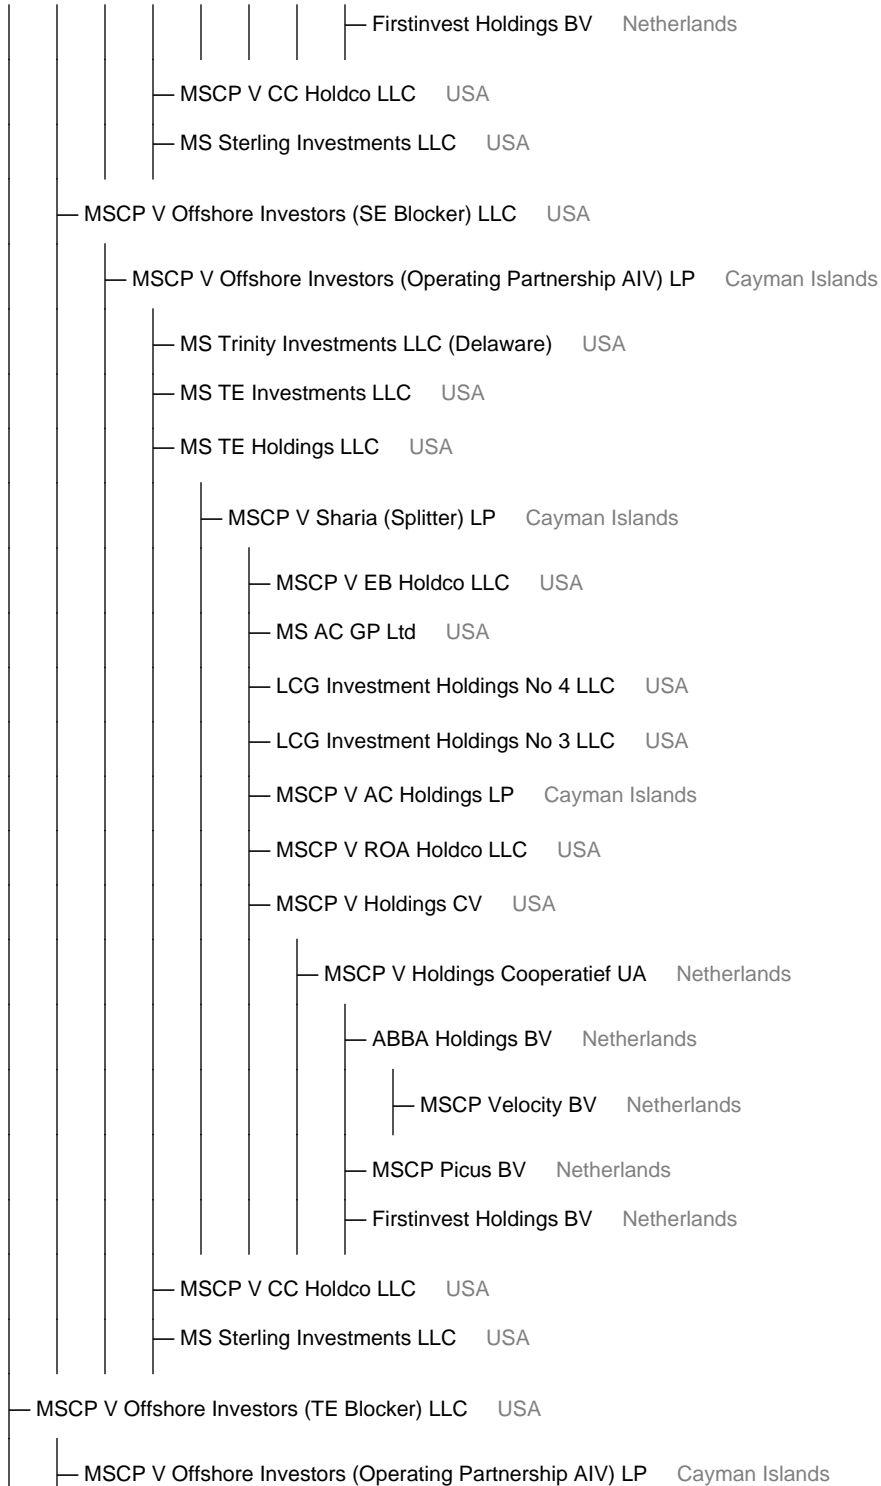 Firstinvest Holdings BV Netherlands
MSCP V CC Holdco LLC USA
MS Sterling Investments LLC USA
MSCP V Offshore Investors (SE Blocker) LLC USA
MSCP V Offshore Investors (Operating Partnership AIV) LP Cayman Islands
MS Trinity Investments LLC (Delaware) USA
MS TE Investments LLC USA
MS TE Holdings LLC USA
MSCP V Sharia (Splitter) LP Cayman Islands
MSCP V EB Holdco LLC USA
MS AC GP Ltd USA
LCG Investment Holdings No 4 LLC USA
LCG Investment Holdings No 3 LLC USA
MSCP V AC Holdings LP Cayman Islands
MSCP V ROA Holdco LLC USA
MSCP V Holdings CV USA
MSCP V Holdings Cooperatief UA Netherlands
ABBA Holdings BV Netherlands
MSCP Velocity BV Netherlands
MSCP Picus BV Netherlands
Firstinvest Holdings BV Netherlands
MSCP V CC Holdco LLC USA
MS Sterling Investments LLC USA
MSCP V Offshore Investors (TE Blocker) LLC USA
MSCP V Offshore Investors (Operating Partnership AIV) LP Cayman Islands